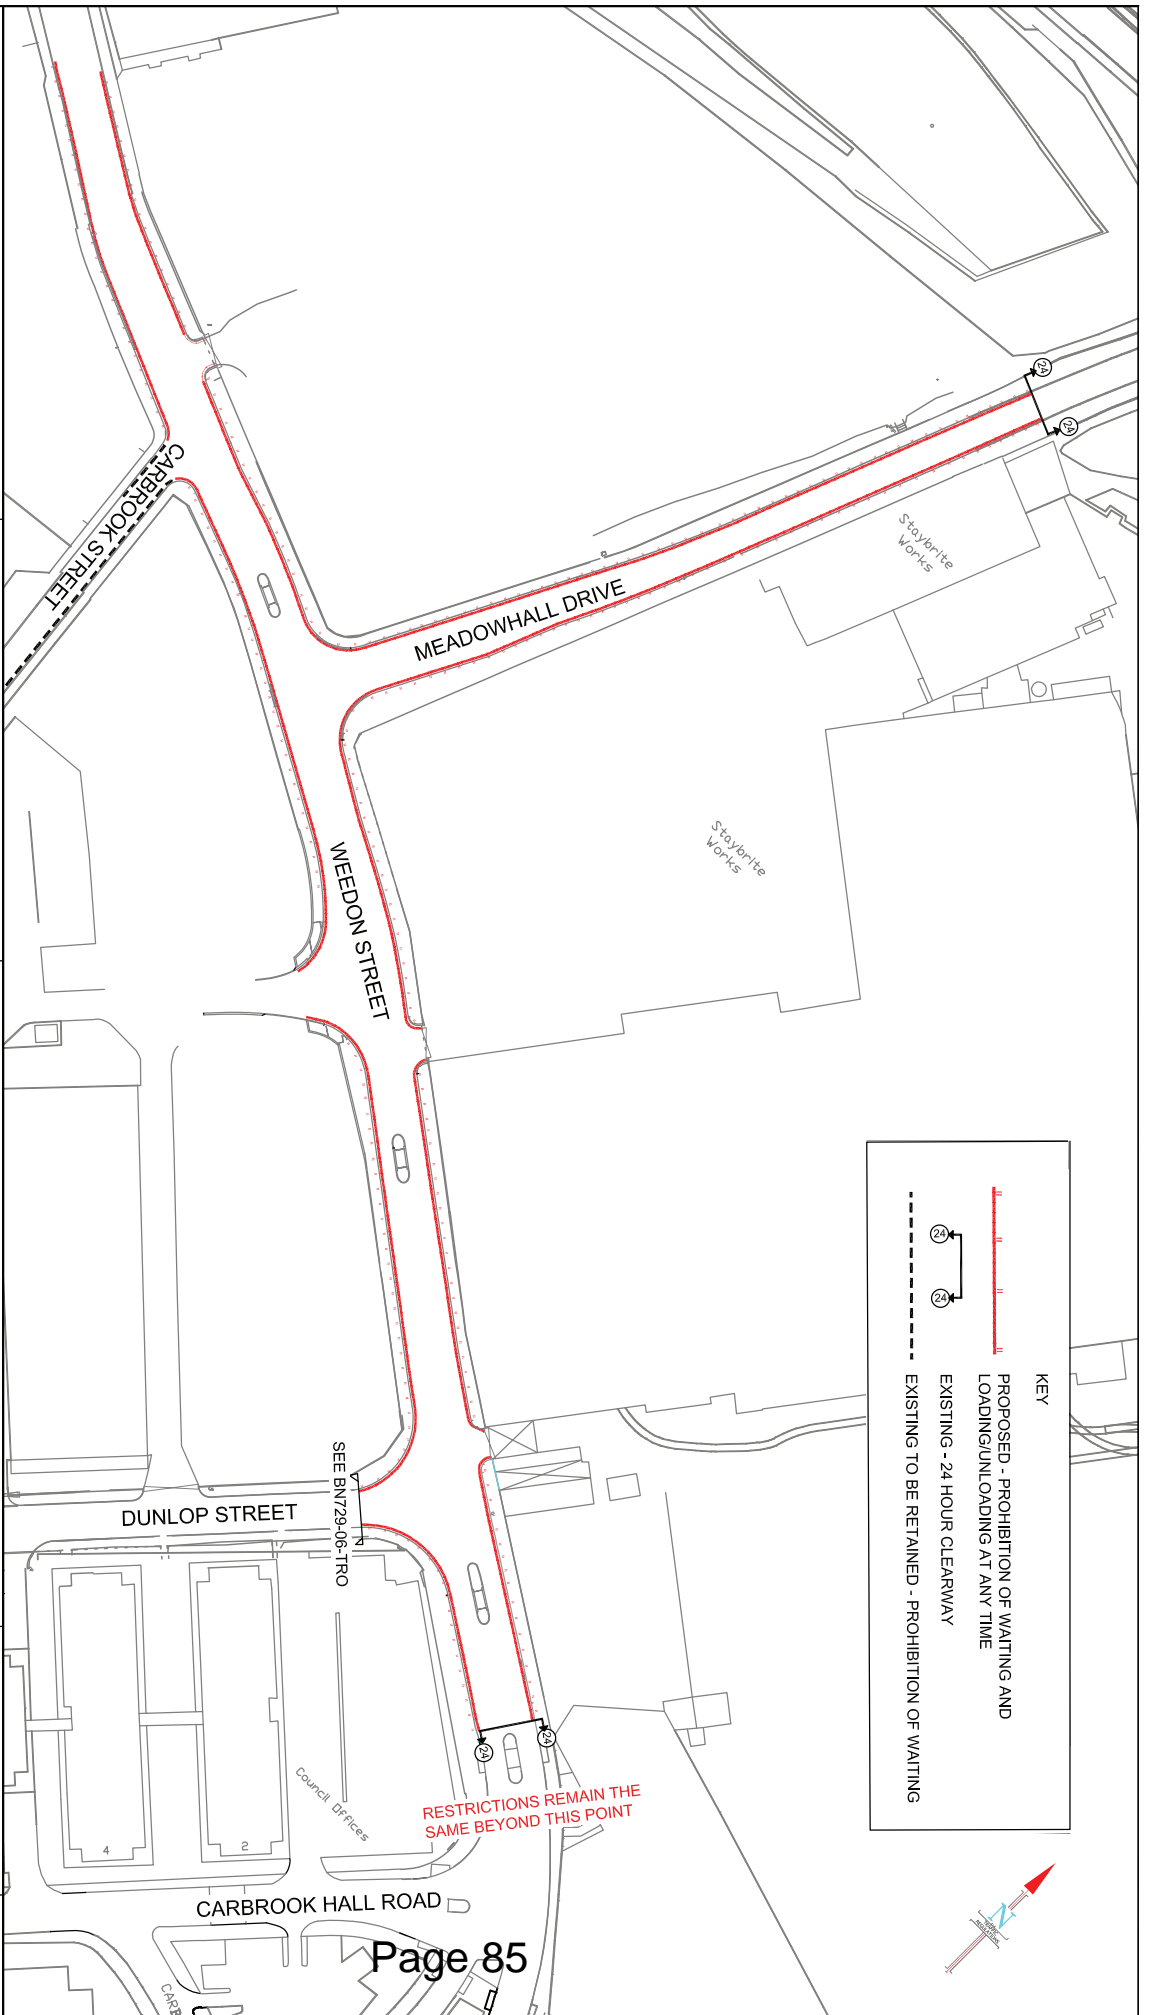 24
24
CARBROOK STREET
Staybrite
Works
MEADOWHALL DRIVE
Staybrite
Works
WEEDON STREET
KEY
PROPOSED - PROHIBITION OF WAITING AND
LOADING/UNLOADING AT ANY TIME
24
24
EXISTING - 24 HOUR CLEARWAY
EXISTING TO BE RETAINED - PROHIBITION OF WAITING
SEE BN729-06-TRO
DUNLOP STREET
24
24
Council Offices
RESTRICTIONS REMAIN THE
SAME BEYOND THIS POINT
4
2
CARBROOK HALL ROAD
N
Page 85
CARB